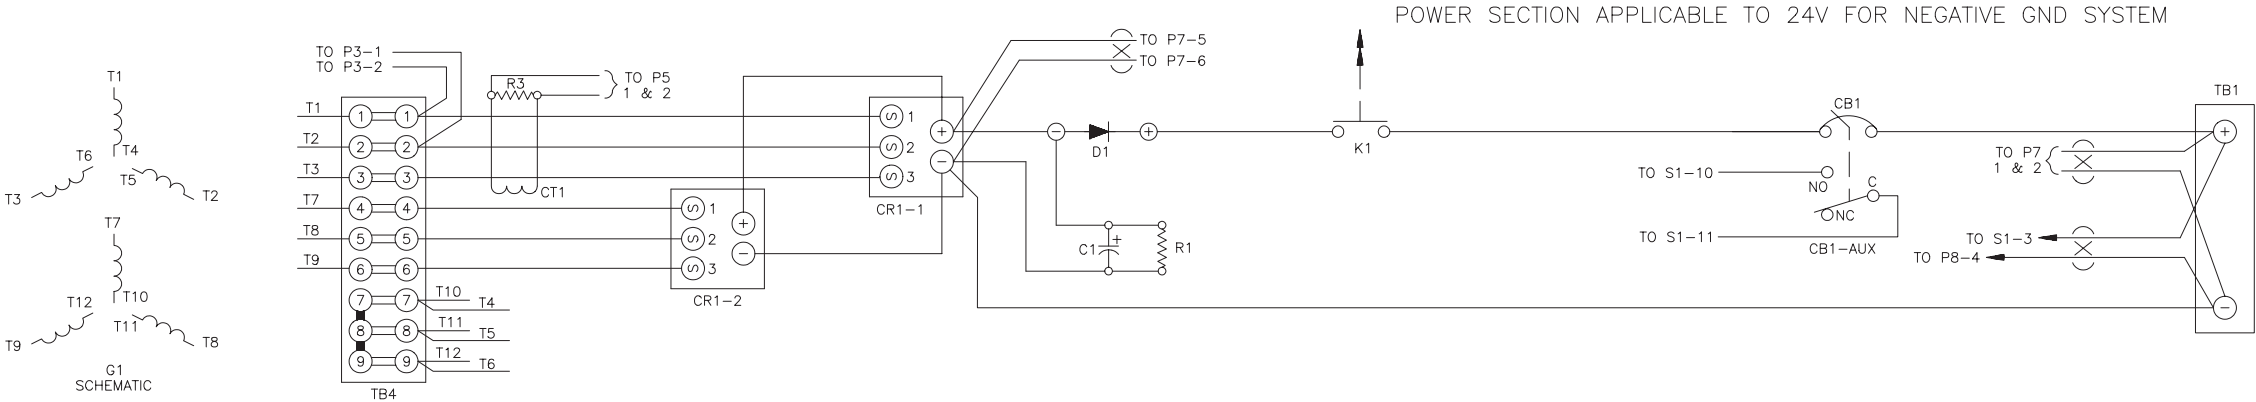 POWER SECTION APPLICABLE TO 24V FOR NEGATIVE GND SYSTEM
T1
T6
T4
T5
T3
T2
T7
T12
T10
T11
T9
T8
G1
SCHEMATIC
TO P3-1
TO P3-2
T1 1 1
T2 2 2
T3 3 3
T7 4 4
T8 5 5
T9 6 6
7 7 T10 T4
8 8 T11 T5
9 9 T12 T6
TB4
R3
TO P5
1 & 2
CT1
S 1
S 2
S 3
+
−
CR1-2
S 1
S 2
S 3
+
−
CR1-1
TO P7-5
TO P7-6
− D1 +
C1 + R1
K1
CB1
TO S1-10
NO
C
NC
TO S1-11
CB1-AUX
TB1
+
−
TO P7
1 & 2
TO S1-3
TO P8-4